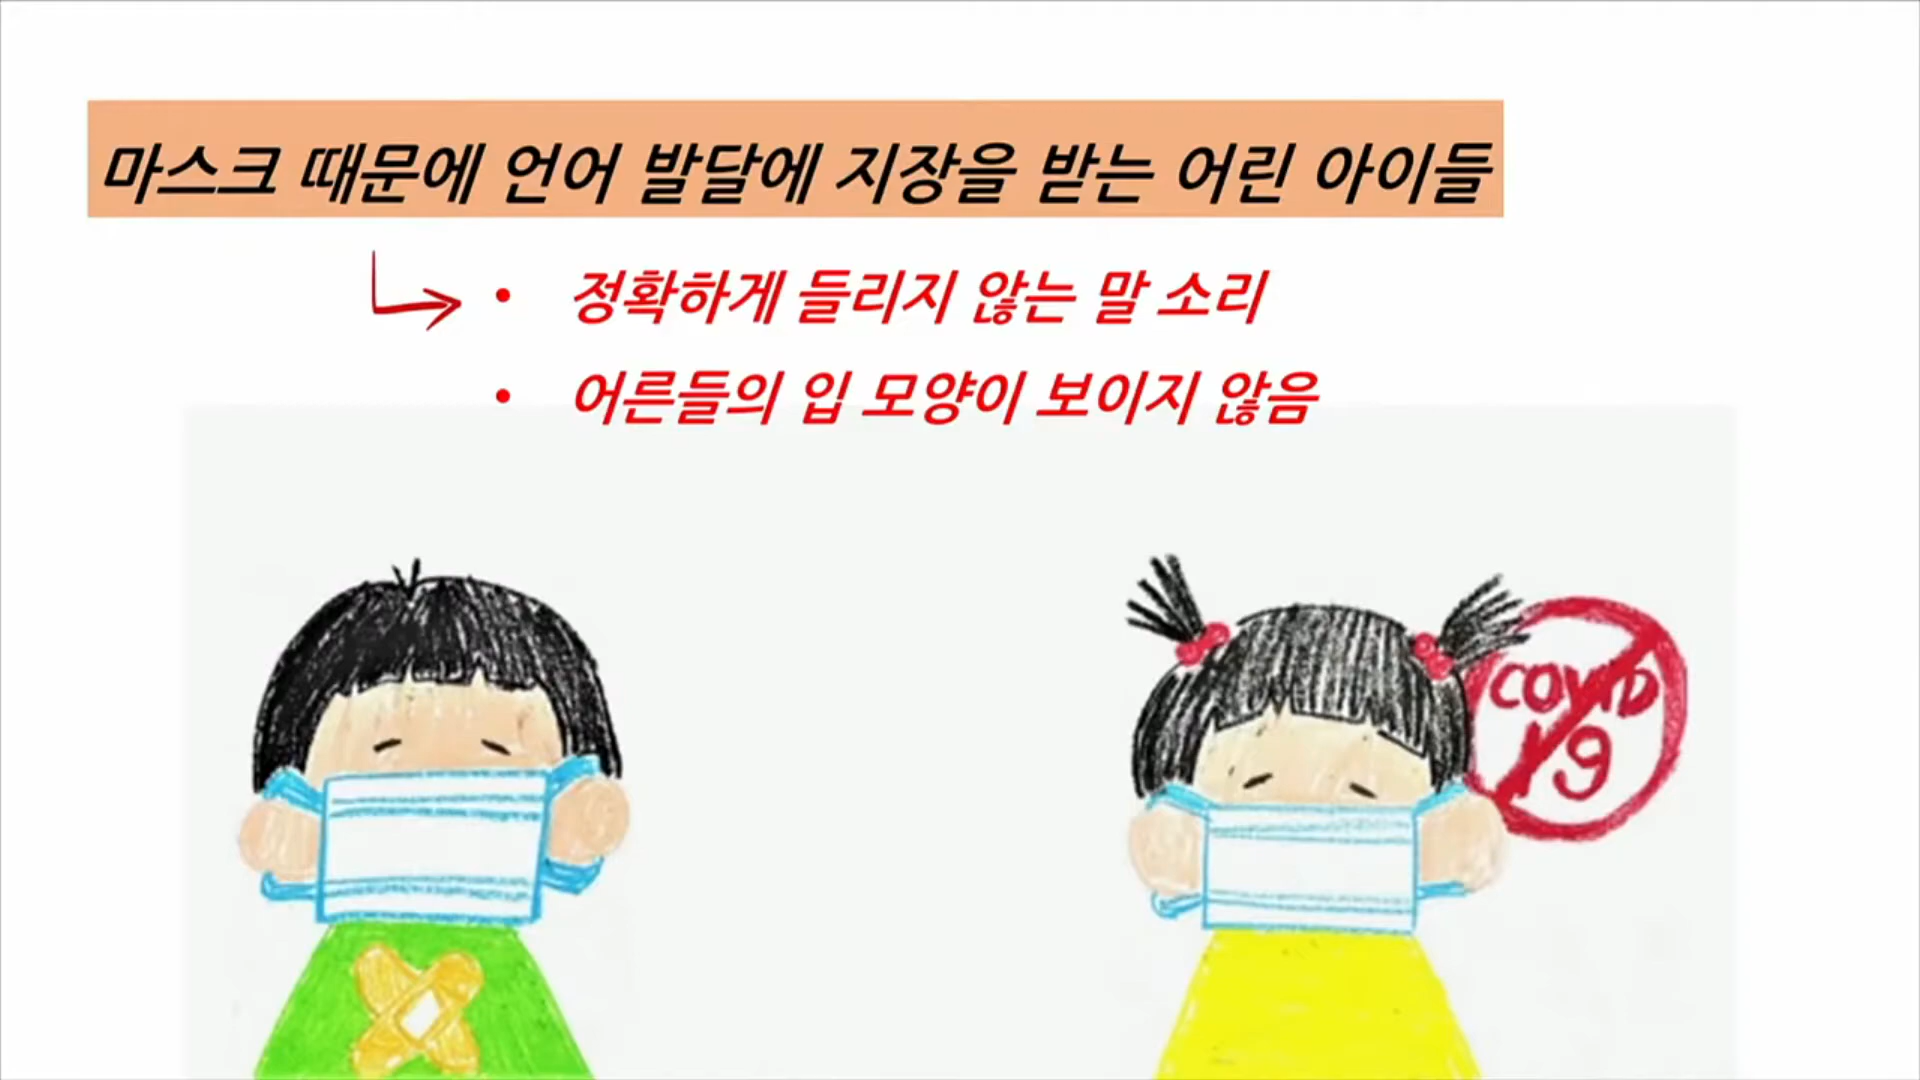 마스크 때문에 언어 발달에 지장을 받는 어린 아이들
• 정확하게 들리지 않는 말 소리
• 어른들의 입 모양이 보이지 않음
COVID
19